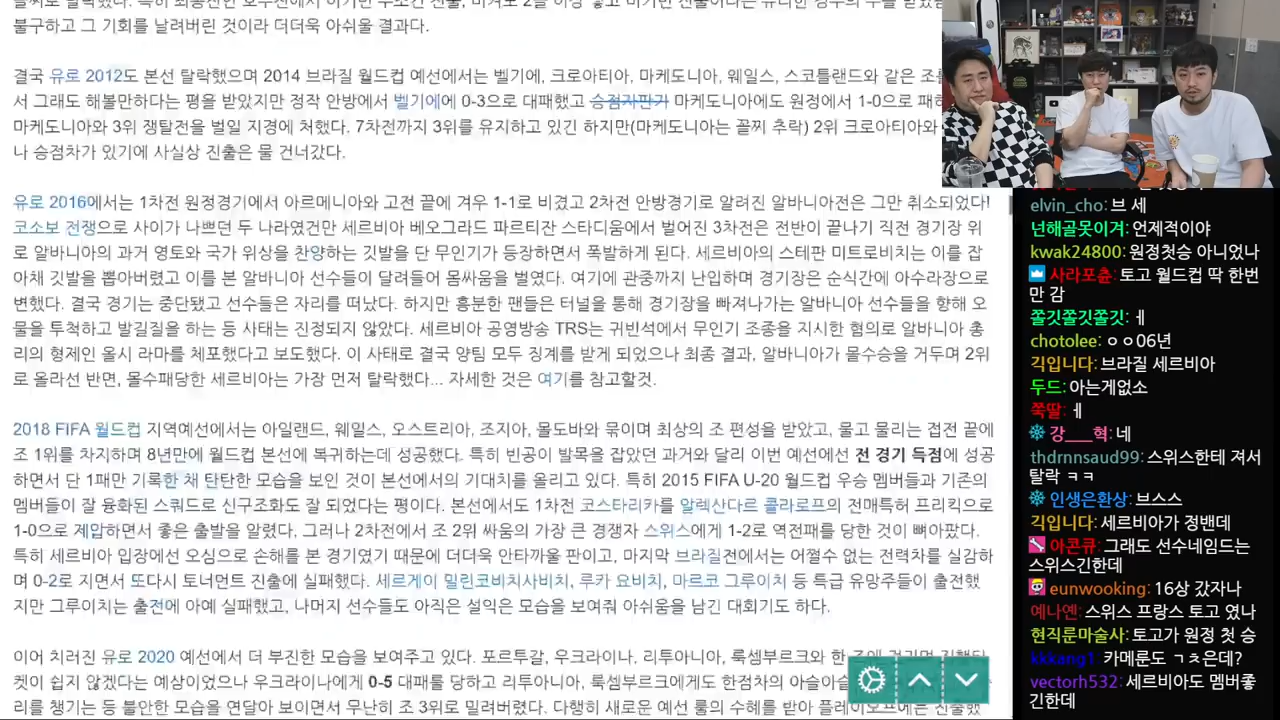 불구하고 그 기회를 날려버린 것이라 더더욱 아쉬울 결과다.
결국 유로 2012도 본선 탈락했으며 2014 브라질 월드컵 예선에서는 벨기에, 크로아티아, 마케도니아, 웨일스, 스코틀랜드와 같은 조를
서 그래도 해볼만하다는 평을 받았지만 정작 안방에서 벨기에에 0-3으로 대패했고 승점자판기 마케도니아에도 원정에서 1-0으로 패하
마케도니아와 3위 쟁탈전을 벌일 지경에 처했다. 7차전까지 3위를 유지하고 있긴 하지만(마케도니아는 꼴찌 추락) 2위 크로아티아와
나 승점차가 있기에 사실상 진출은 물 건너갔다.
유로 2016에서는 1차전 원정경기에서 아르메니아와 고전 끝에 겨우 1-1로 비겼고 2차전 안방경기로 알려진 알바니아전은 그만 취소되었다!
코소보 전쟁으로 사이가 나쁘던 두 나라였건만 세르비아 베오그라드 파르티잔 스타디움에서 벌어진 3차전은 전반이 끝나기 직전 경기장 위
로 알바니아의 과거 영토와 국가 위상을 찬양하는 깃발을 단 무인기가 등장하면서 폭발하게 된다. 세르비아의 스테판 미트로비치는 이를 잡
아채 깃발을 뽑아버렸고 이를 본 알바니아 선수들이 달려들어 몸싸움을 벌였다. 여기에 관중까지 난입하며 경기장은 순식간에 아수라장으로
변했다. 결국 경기는 중단됐고 선수들은 자리를 떠났다. 하지만 흥분한 팬들은 터널을 통해 경기장을 빠져나가는 알바니아 선수들을 향해 오
물을 투척하고 발길질을 하는 등 사태는 진정되지 않았다. 세르비아 공영방송 TRS는 귀빈석에서 무인기 조종을 지시한 혐의로 알바니아 총
리의 형제인 올시 라마를 체포했다고 보도했다. 이 사태로 결국 양팀 모두 징계를 받게 되었으나 최종 결과, 알바니아가 몰수승을 거두며 2위
로 올라선 반면, 몰수패당한 세르비아는 가장 먼저 탈락했다... 자세한 것은 여기를 참고할것.
2018 FIFA 월드컵 지역예선에서는 아일랜드, 웨일스, 오스트리아, 조지아, 몰도바와 묶이며 최상의 조 편성을 받았고, 물고 물리는 접전 끝에
조 1위를 차지하며 8년만에 월드컵 본선에 복귀하는데 성공했다. 특히 빈공이 발목을 잡았던 과거와 달리 이번 예선에선 전 경기 득점에 성공
하면서 단 1패만 기록한 채 탄탄한 모습을 보인 것이 본선에서의 기대치를 올리고 있다. 특히 2015 FIFA U-20 월드컵 우승 멤버들과 기존의
멤버들이 잘 융화된 스쿼드로 신구조화도 잘 되있다는 평이다. 본선에서도 1차전 코스타리카를 알렉산다르 콜라로프의 전매특허 프리킥으로
1-0으로 제압하면서 좋은 출발을 알렸다, 그러나 2차전에서 조 2위 싸움의 가장 큰 경쟁자 스위스에게 1-2로 역전패를 당한 것이 뼈아팠다.
특히 세르비아 입장에선 오심으로 손해를 본 경기였기 때문에 더더욱 안타까울 판이고, 마지막 브라질전에서는 어쩔수 없는 전력차를 실감하
며 0-2로 지면서 또다시 토너먼트 진출에 실패했다. 세르게이 밀린코비치사비치, 루카 요비치, 마르코 그루이치 등 특급 유망주들이 출전했
지만 그루이치는 출전에 아예 실패했고, 나머지 선수들도 아직은 설익은 모습을 보여줘 아쉬움을 남긴 대회기도 하다.
이어 치러진 유로 2020 예선에서 더 부진한 모습을 보여주고 있다. 포르투갈, 우크라이나, 리투아니아, 룩셈부르크와 한
켓이 쉽지 않겠다는 예상이었으나 우크라이나에게 0-5 대패를 당하고 리투아니아, 룩셈부르크에게도 한점차의 아슬아슬
리를 챙기는 등 불안한 모습을 연달아 보이면서 무난히 조 3위로 밀려버렸다. 다행히 새로운 예선 룰의 수혜를 받아 플레이오프에는 진출했
elvin_cho: 브 세
넌해골못이겨: 언제적이야
kwak24800: 원정첫승 아니었나
사라포츈: 토고 월드컵 딱 한번
만 감
쫄깃쫄깃쫄깃: ㅔ
chotolee: ㅇㅇ06년
긱입니다: 브라질 세르비아
두드: 아는게없소
쭉딸: ㅔ
강___혁: 네
thdrnnsaud99: 스위스한테 져서
탈락 ㅋㅋ
인생은환상: 브스스
긱입니다: 세르비아가 정밴데
아콘큐: 그래도 선수네임드는
스위스긴한데
eunwooking: 16상 갔자나
예나옌: 스위스 프랑스 토고 였나
현직룬마술사: 토고가 원정 첫 승
kkkang1: 카메룬도 ㄱㅊ은데?
vectorh532: 세르비아도 멤버좋
긴한데